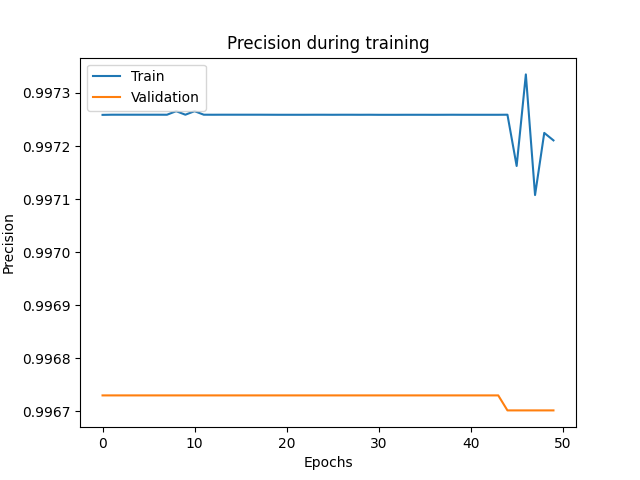 Precision during training
Train
Validation
0.9973
0.9972
0.9971
0.9970
0.9969
0.9968
0.9967
Precision
0
10
20
30
40
50
Epochs